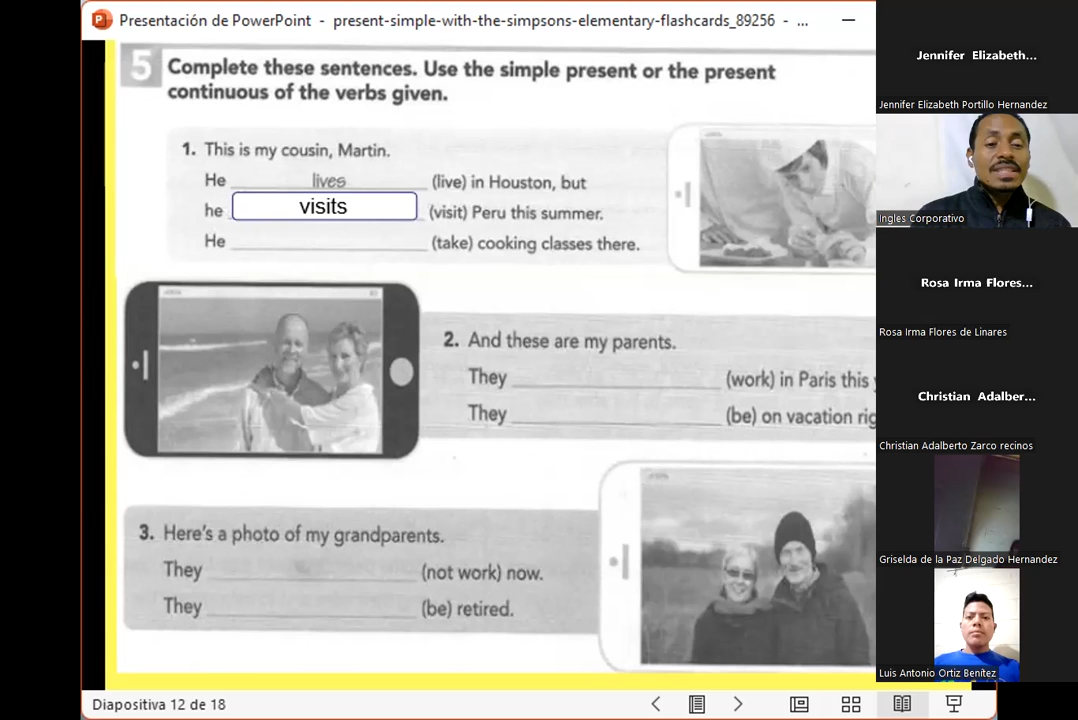 Presentación de PowerPoint - present-simple-with-the-simpsons-elementary-flashcards_89256 - ...
5 Complete these sentences. Use the simple present or the present
continuous of the verbs given.
1. This is my cousin, Martin.
He lives (live) in Houston, but
he visits (visit) Peru this summer.
He (take) cooking classes there.
2. And these are my parents.
They (work) in Paris this
They (be) on vacation rig
3. Here's a photo of my grandparents.
They (not work) now.
They (be) retired.
Diapositiva 12 de 18
Jennifer Elizabeth...
Jennifer Elizabeth Portillo Hernandez
Ingles Corporativo
Rosa Irma Flores...
Rosa Irma Flores de Linares
Christian Adalber...
Christian Adalberto Zarco recinos
Griselda de la Paz Delgado Hernandez
Luis Antonio Ortiz Benítez